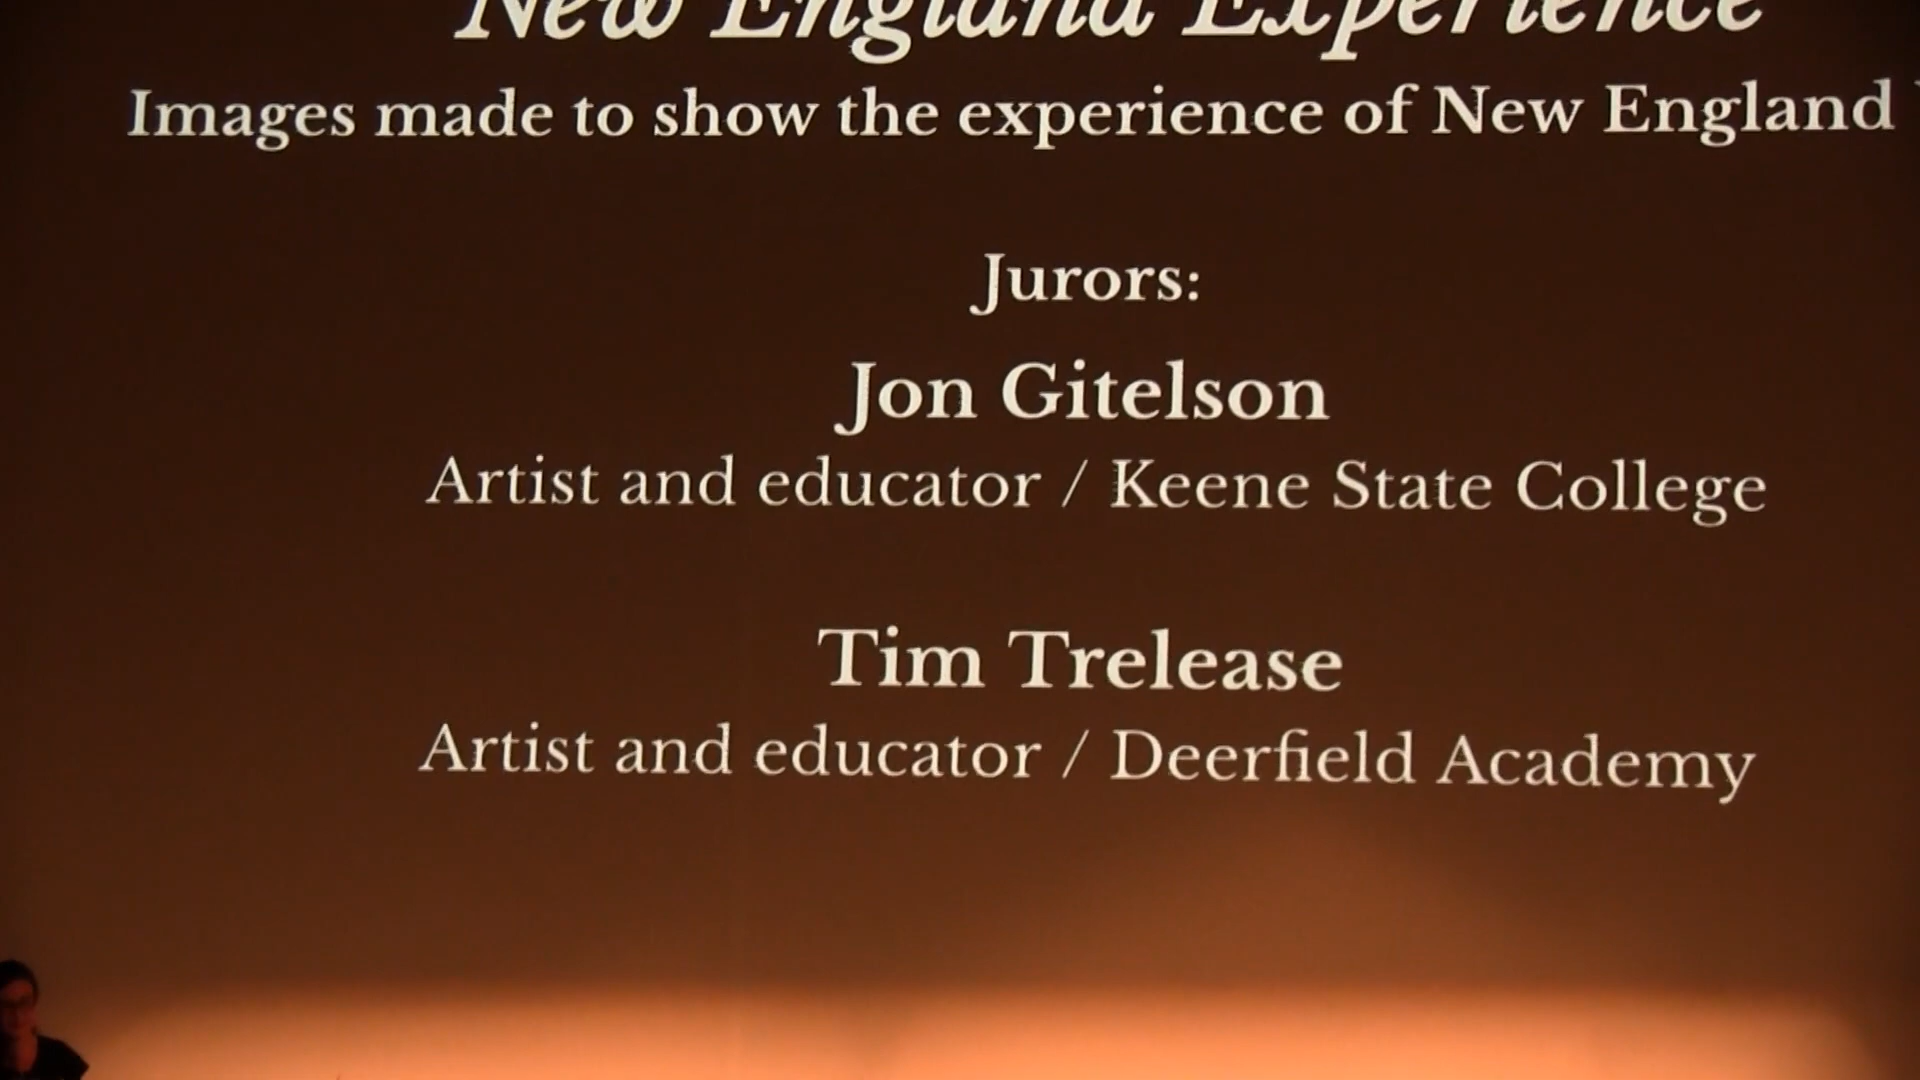 New England Experience
Images made to show the experience of New England
Jurors:
Jon Gitelson
Artist and educator / Keene State College
Tim Trelease
Artist and educator / Deerfield Academy